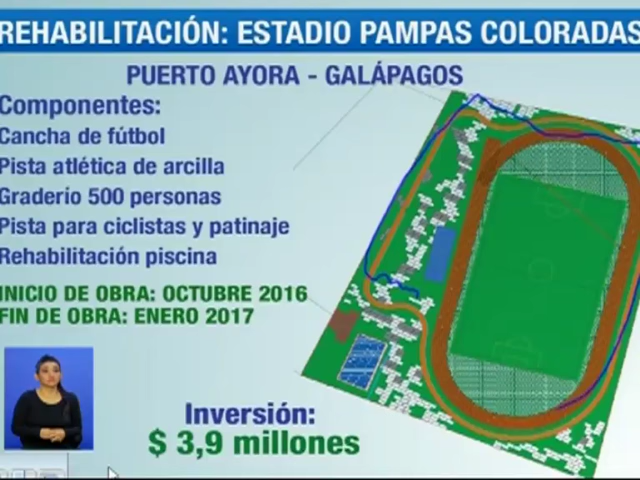 REHABILITACIÓN: ESTADIO PAMPAS COLORADAS
PUERTO AYORA - GALÁPAGOS
Componentes:
Cancha de fútbol
Pista atlética de arcilla
Graderío 500 personas
Pista para ciclistas y patinaje
Rehabilitación piscina
INICIO DE OBRA: OCTUBRE 2016
FIN DE OBRA: ENERO 2017
Inversión:
$ 3,9 millones